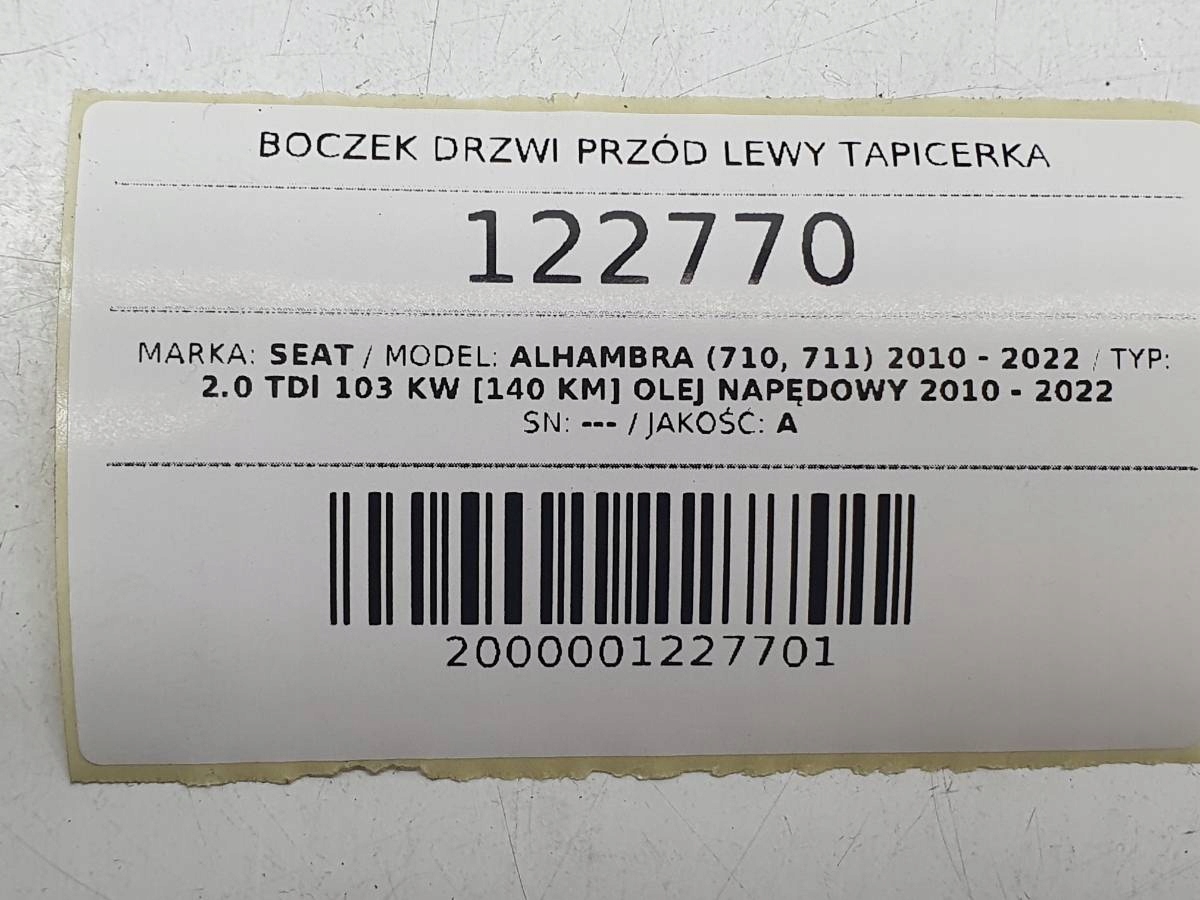 BOCZEK DRZWI PRZÓD LEWY TAPICERKA
122770
MARKA: SEAT / MODEL: ALHAMBRA (710, 711) 2010 - 2022 / TYP:
2.0 TDI 103 KW [140 KM] OLEJ NAPĘDOWY 2010 - 2022
SN: --- / JAKOŚĆ: A
2000001227701